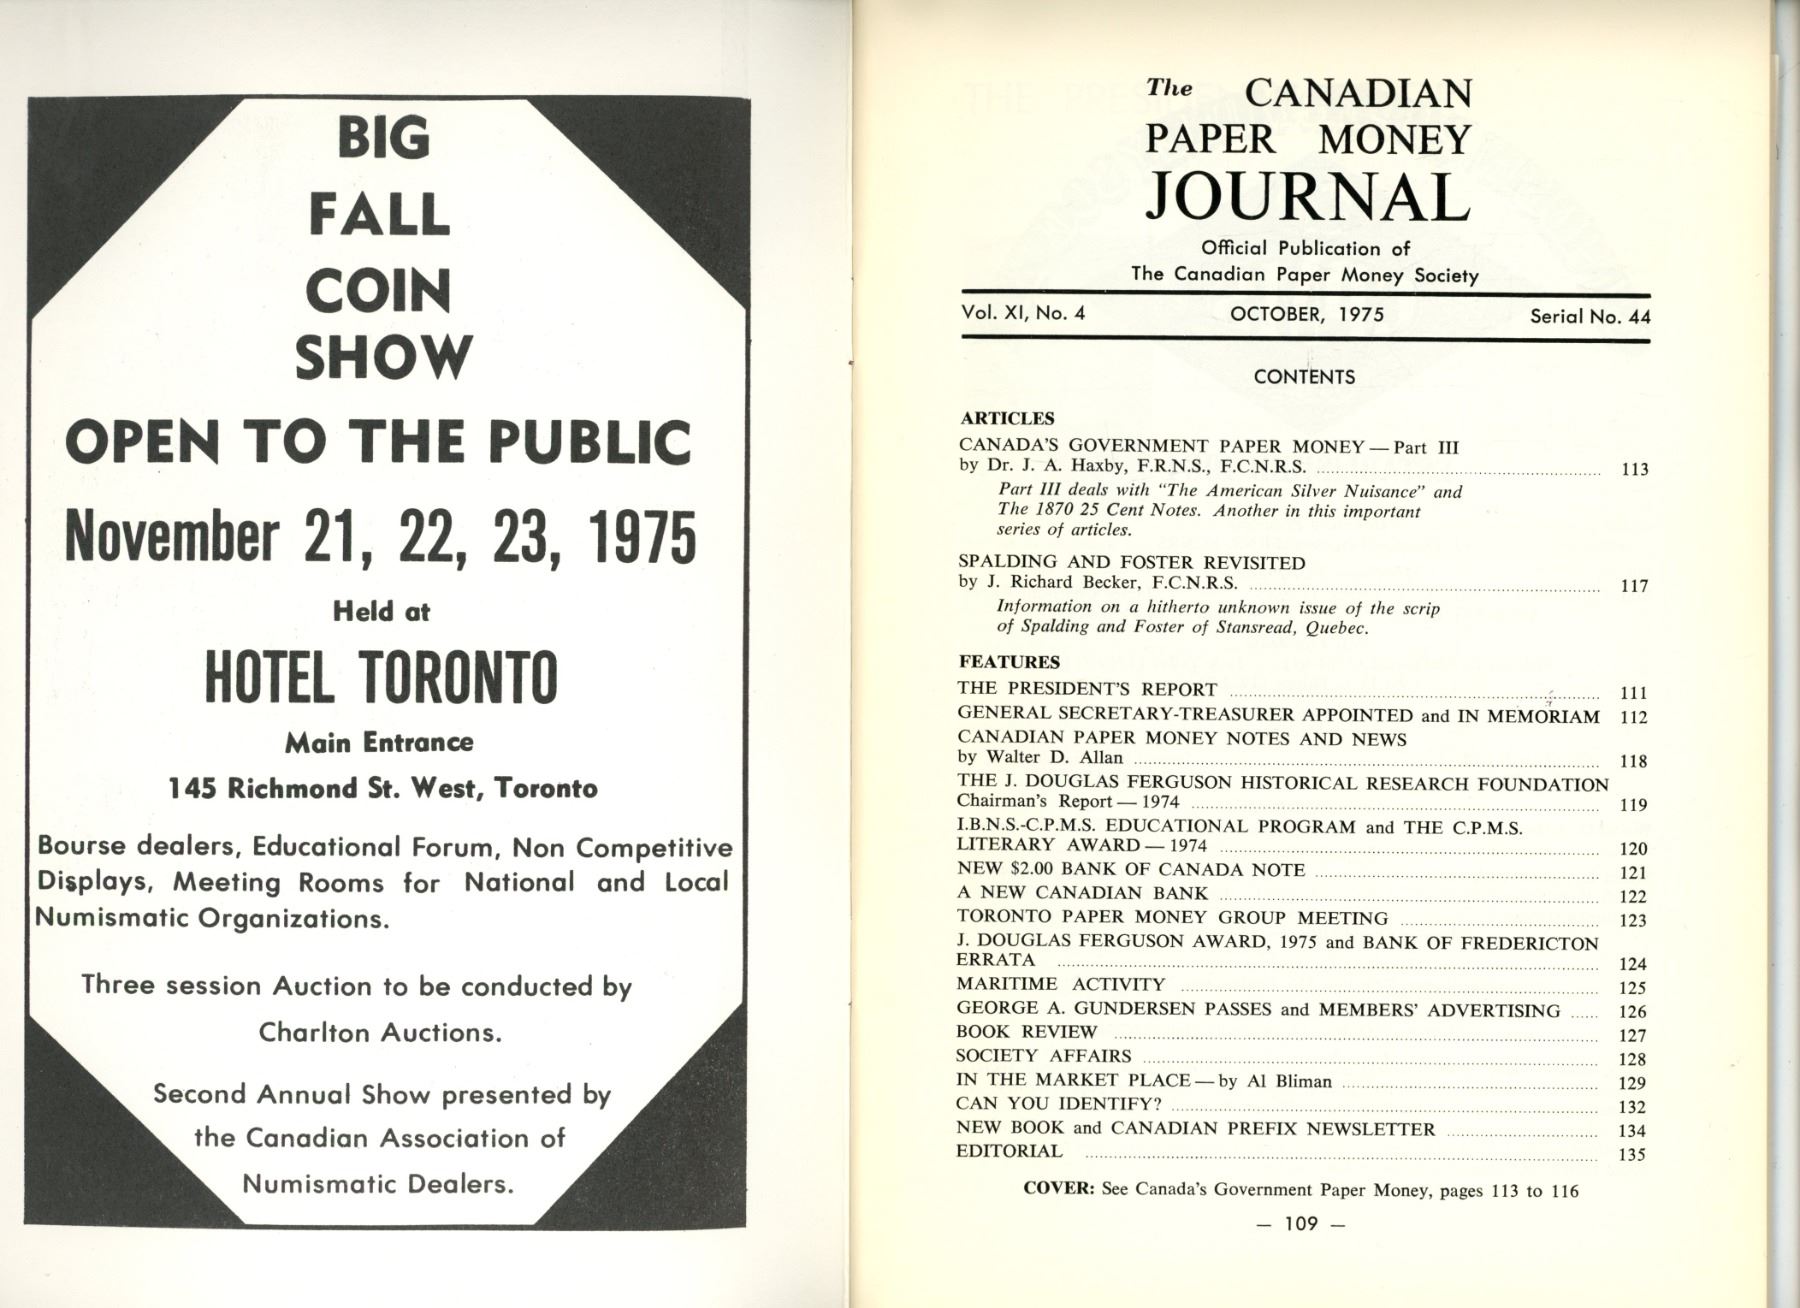 BIG
FALL
COIN
SHOW
OPEN TO THE PUBLIC
November 21, 22, 23, 1975
Held at
HOTEL TORONTO
Main Entrance
145 Richmond St. West, Toronto
Bourse dealers, Educational Forum, Non Competitive
Displays, Meeting Rooms for National and Local
Numismatic Organizations.
Three session Auction to be conducted by
Charlton Auctions.
Second Annual Show presented by
the Canadian Association of
Numismatic Dealers.
The CANADIAN
PAPER MONEY
JOURNAL
Official Publication of
The Canadian Paper Money Society
Vol. XI, No. 4 OCTOBER, 1975 Serial No. 44
CONTENTS
ARTICLES
CANADA'S GOVERNMENT PAPER MONEY — Part III
by Dr. J. A. Haxby, F.R.N.S., F.C.N.R.S. 113
Part III deals with "The American Silver Nuisance" and
The 1870 25 Cent Notes. Another in this important
series of articles.
SPALDING AND FOSTER REVISITED
by J. Richard Becker, F.C.N.R.S. 117
Information on a hitherto unknown issue of the scrip
of Spalding and Foster of Stansread, Quebec.
FEATURES
THE PRESIDENT'S REPORT 111
GENERAL SECRETARY-TREASURER APPOINTED and IN MEMORIAM 112
CANADIAN PAPER MONEY NOTES AND NEWS
by Walter D. Allan 118
THE J. DOUGLAS FERGUSON HISTORICAL RESEARCH FOUNDATION
Chairman's Report — 1974 119
I.B.N.S.-C.P.M.S. EDUCATIONAL PROGRAM and THE C.P.M.S.
LITERARY AWARD — 1974 120
NEW $2.00 BANK OF CANADA NOTE 121
A NEW CANADIAN BANK 122
TORONTO PAPER MONEY GROUP MEETING 123
J. DOUGLAS FERGUSON AWARD, 1975 and BANK OF FREDERICTON
ERRATA 124
MARITIME ACTIVITY 125
GEORGE A. GUNDERSEN PASSES and MEMBERS' ADVERTISING 126
BOOK REVIEW 127
SOCIETY AFFAIRS 128
IN THE MARKET PLACE — by Al Bliman 129
CAN YOU IDENTIFY? 132
NEW BOOK and CANADIAN PREFIX NEWSLETTER 134
EDITORIAL 135
COVER: See Canada's Government Paper Money, pages 113 to 116
— 109 —